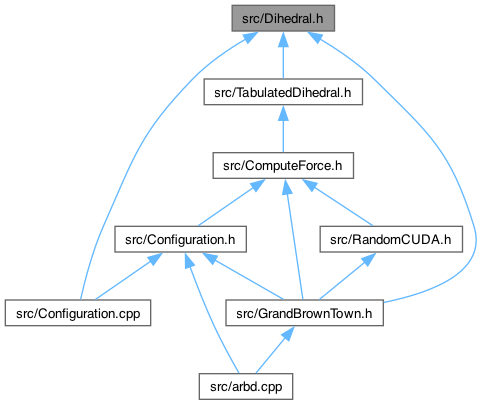 src/Dihedral.h
src/TabulatedDihedral.h
src/ComputeForce.h
src/Configuration.h
src/RandomCUDA.h
src/Configuration.cpp
src/GrandBrownTown.h
src/arbd.cpp